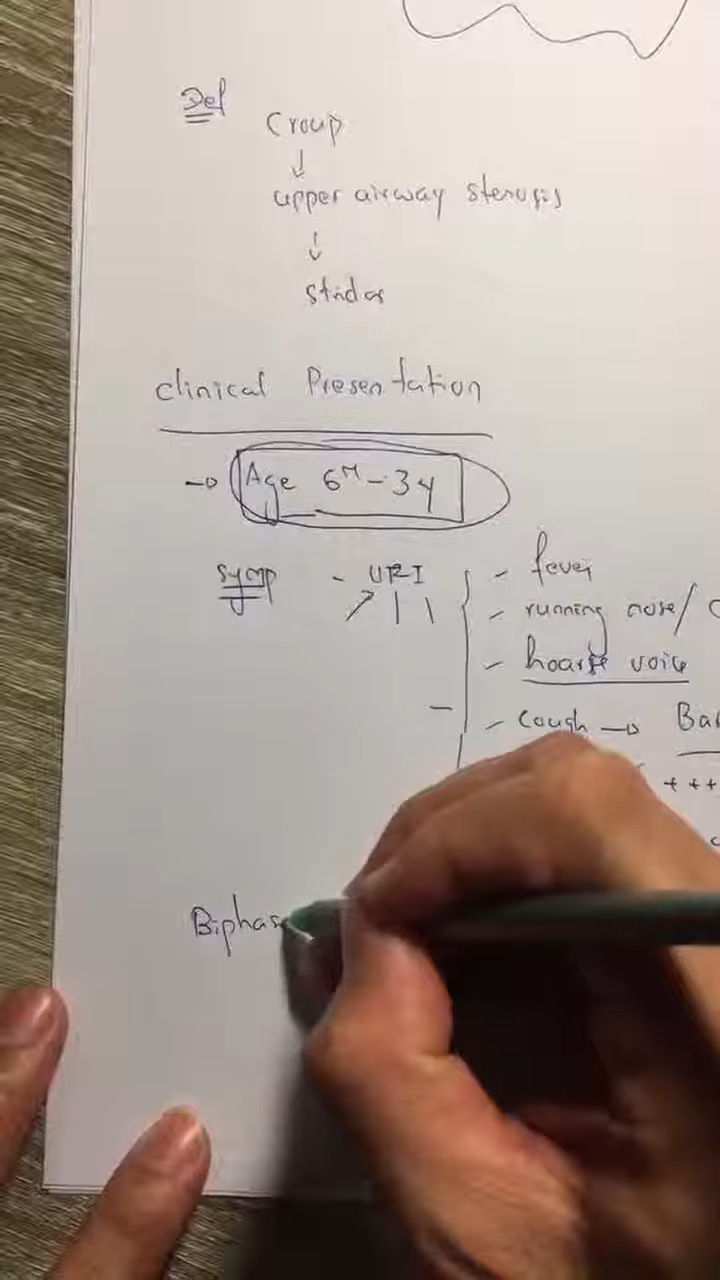 Def
Croup
↓
upper airway stenosis
↓
stridor
Clinical Presentation
→ Age 6M - 3y
Symp - URI - fever
- running nose/
- hoarse voice
- cough →
+++
Biphas